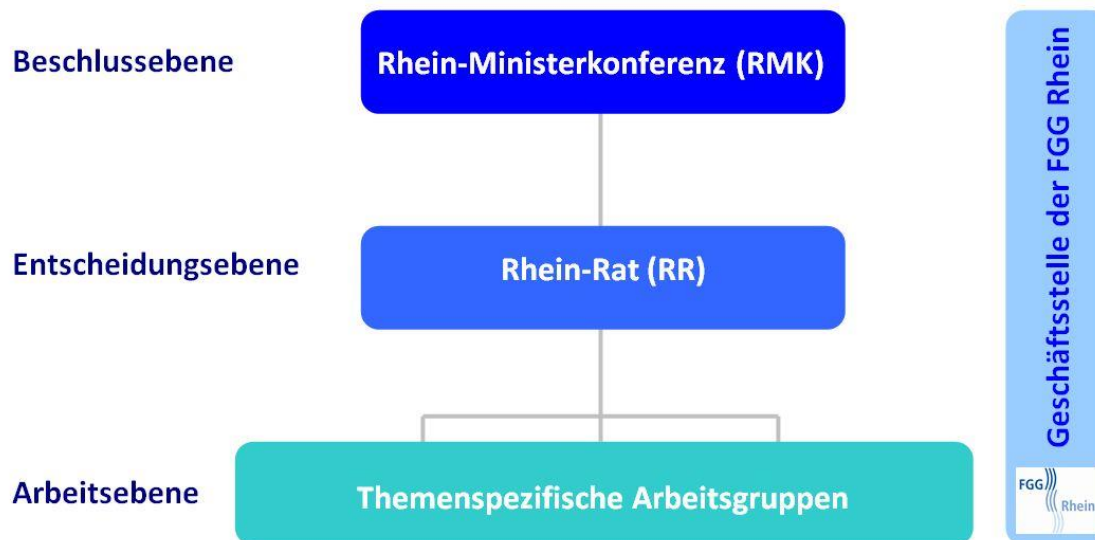 Beschlussebene
Rhein-Ministerkonferenz (RMK)
Entscheidungsebene
Rhein-Rat (RR)
Arbeitsebene
Themenspezifische Arbeitsgruppen
Geschäftsstelle der FGG Rhein
FGG
Rhein